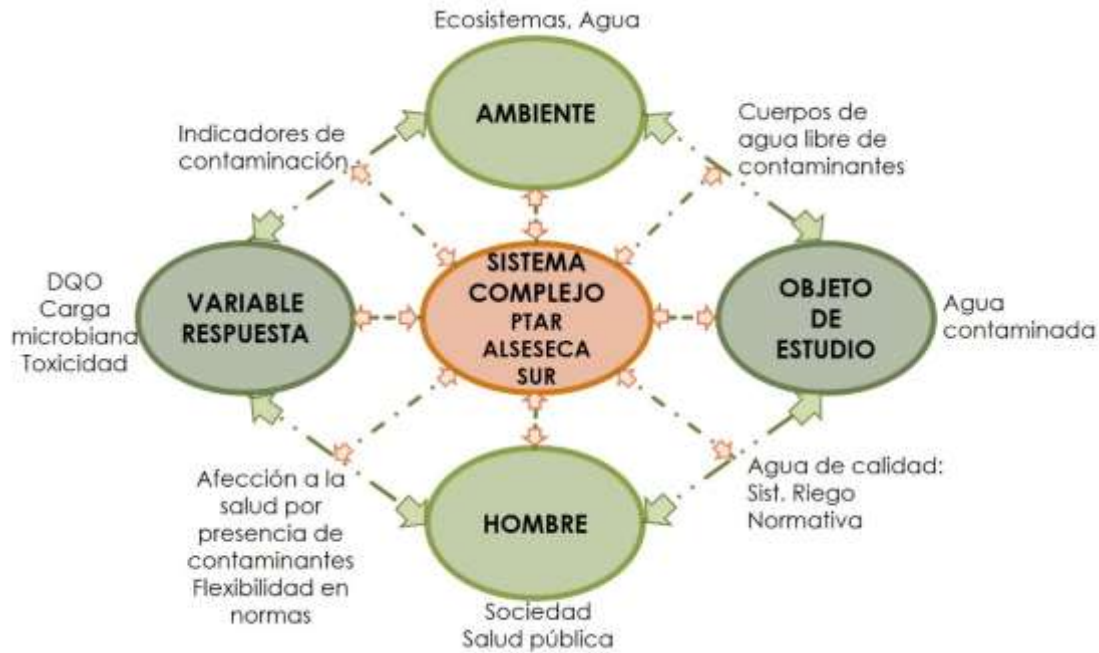 Ecosistemas, Agua
AMBIENTE
Indicadores de
contaminación
Cuerpos de
agua libre de
contaminantes
DQO
Carga
microbiana
Toxicidad
VARIABLE
RESPUESTA
SISTEMA
COMPLEJO
PTAR
ALSESECA
SUR
OBJETO
DE
ESTUDIO
Agua
contaminada
Afección a la
salud por
presencia de
contaminantes
Flexibilidad en
normas
HOMBRE
Agua de calidad:
Sist. Riego
Normativa
Sociedad
Salud pública